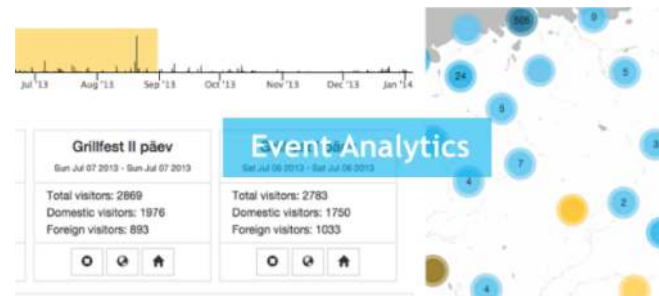 Jul '13 Aug '13 Sep '13 Oct '13 Nov '13 Dec '13 Jan '14
Grillfest II päev
Sun Jul 07 2013 - Sun Jul 07 2013
Total visitors: 2869
Domestic visitors: 1976
Foreign visitors: 893
Event Analytics
Sat Jul 06 2013 - Sat Jul 06 2013
Total visitors: 2783
Domestic visitors: 1750
Foreign visitors: 1033
9
24
5
6
7
4
2
4